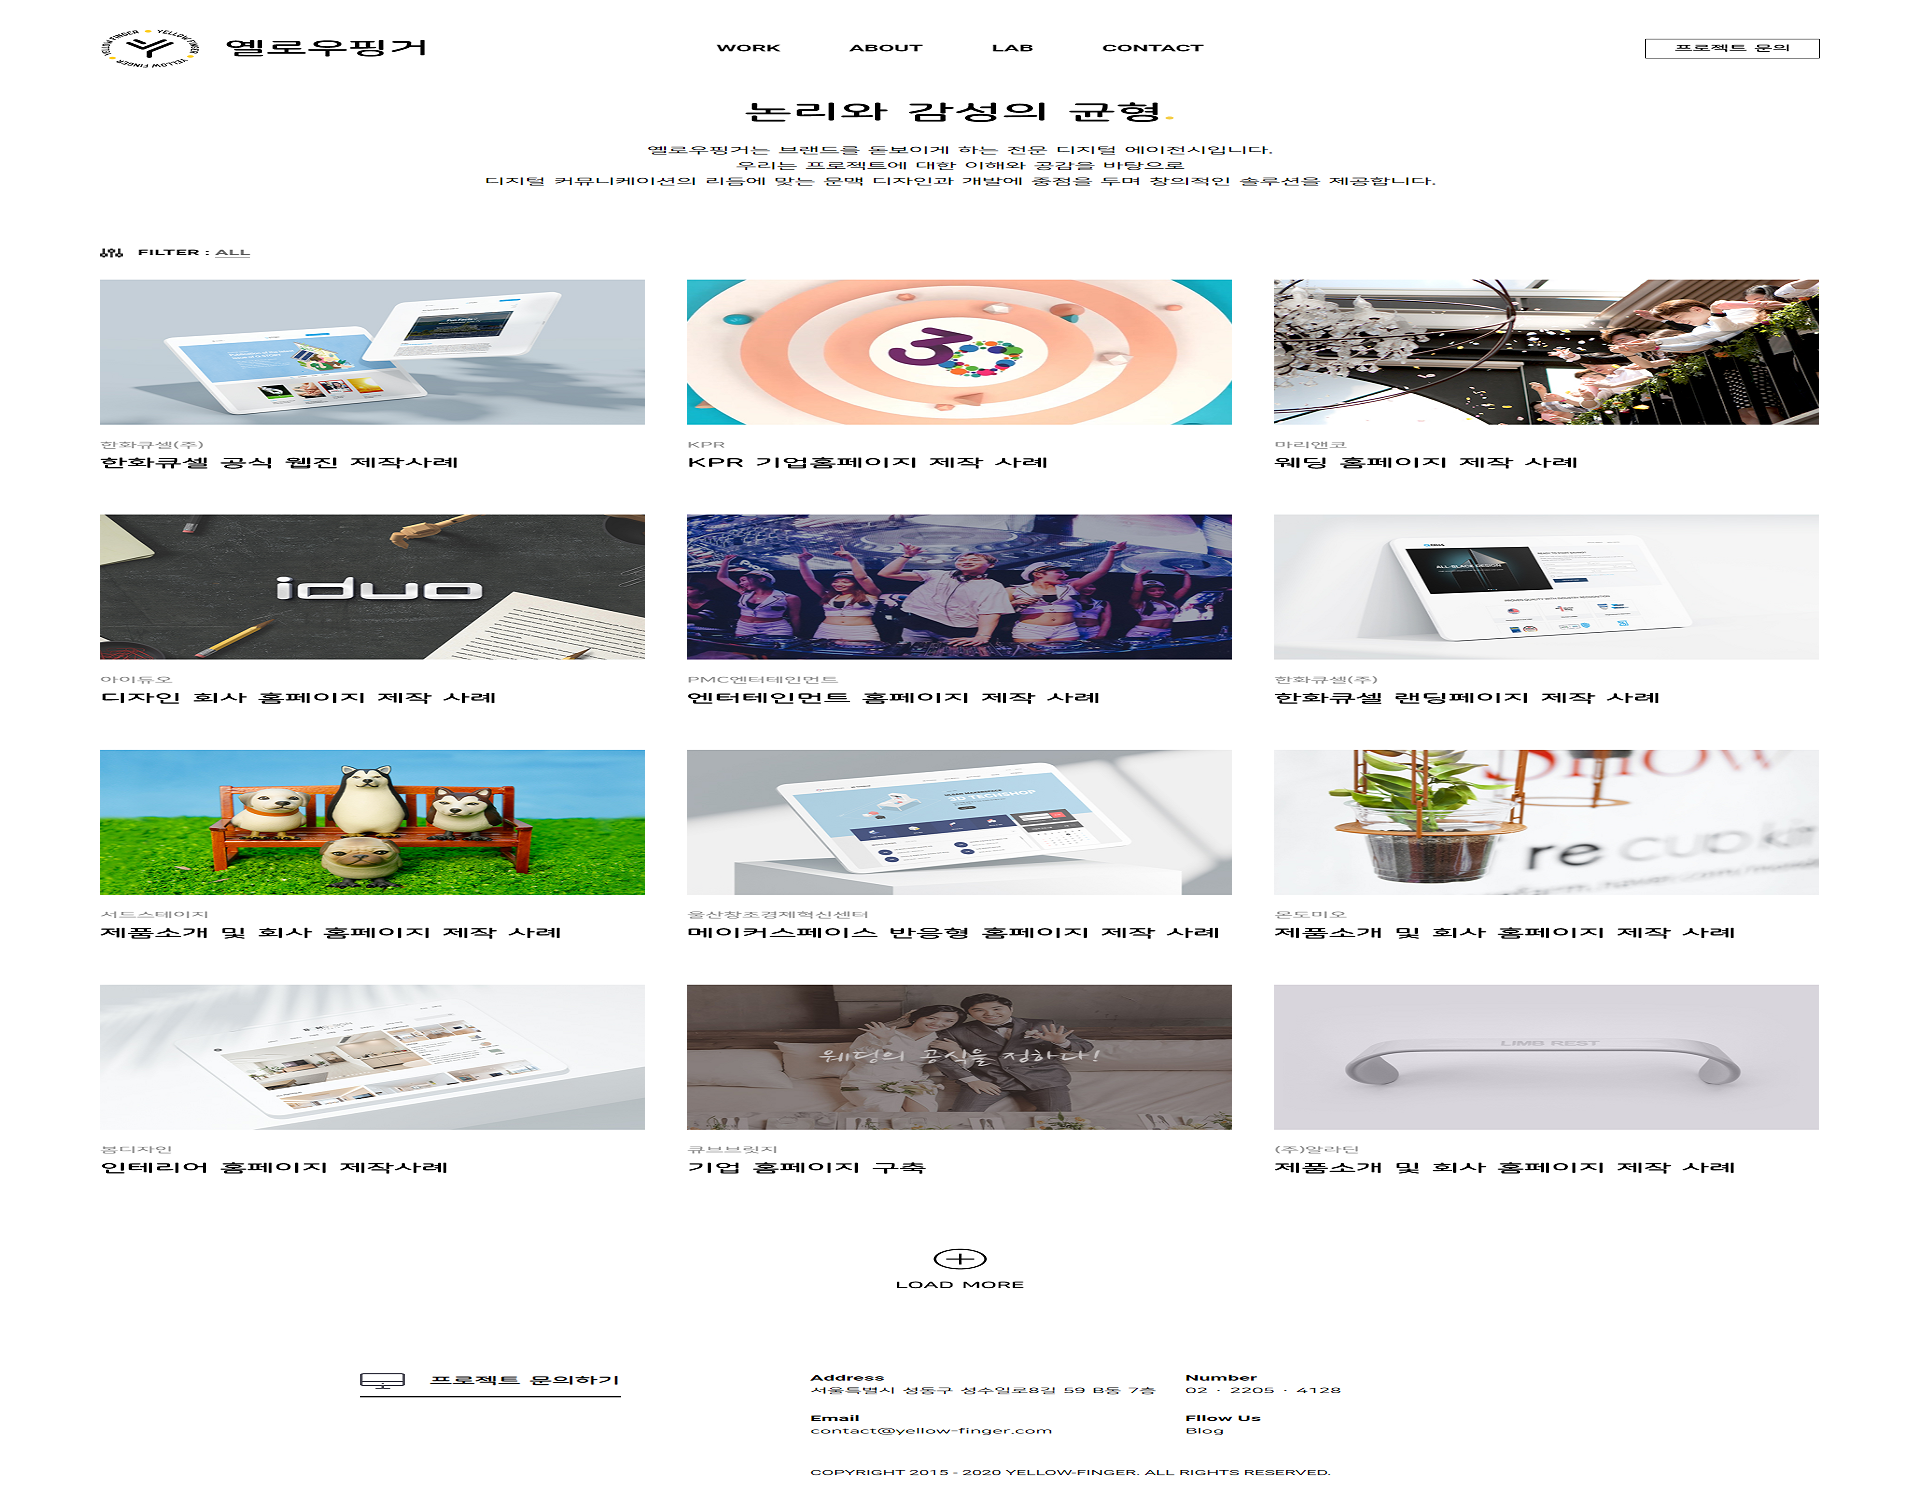 YELLOW FINGER YELLOW FINGER YELLOW FINGER
옐로우핑거
WORK ABOUT LAB CONTACT
프로젝트 문의
논리와 감성의 균형.
옐로우핑거는 브랜드를 돋보이게 하는 전문 디지털 에이전시입니다.
우리는 프로젝트에 대한 이해와 공감을 바탕으로
디지털 커뮤니케이션의 리듬에 맞는 문맥 디자인과 개발에 중점을 두며 창의적인 솔루션을 제공합니다.
FILTER : ALL
30
한화큐셀(주)
한화큐셀 공식 웹진 제작사례
KPR
KPR 기업홈페이지 제작 사례
마리앤코
웨딩 홈페이지 제작 사례
iduo
ALL-BLACK DESIGN
아이듀오
디자인 회사 홈페이지 제작 사례
PMC엔터테인먼트
엔터테인먼트 홈페이지 제작 사례
한화큐셀(주)
한화큐셀 랜딩페이지 제작 사례
3D TECHSHOP
re cup kit
서드스테이지
제품소개 및 회사 홈페이지 제작 사례
울산창조경제혁신센터
메이커스페이스 반응형 홈페이지 제작 사례
온도미오
제품소개 및 회사 홈페이지 제작 사례
웨딩의 공식을 정하다!
LIMB REST
봄디자인
인테리어 홈페이지 제작사례
큐브브릿지
기업 홈페이지 구축
(주)알라딘
제품소개 및 회사 홈페이지 제작 사례
LOAD MORE
프로젝트 문의하기
Address
서울특별시 성동구 성수일로8길 59 B동 7층
Number
02 · 2205 · 4128
Email
contact@yellow-finger.com
Fllow Us
Blog
COPYRIGHT 2015 - 2020 YELLOW-FINGER. ALL RIGHTS RESERVED.